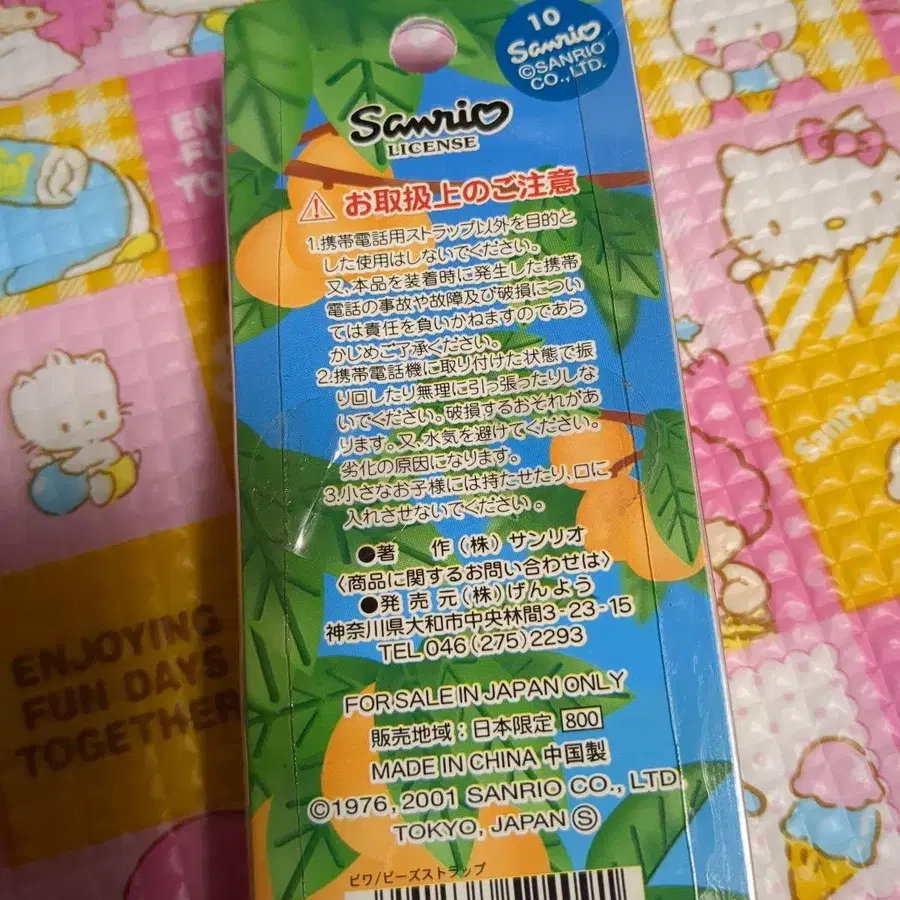 10
Sanrio
©SANRIO
CO.,LTD.
Sanrio
LICENSE
お取扱上のご注意
1.携帯電話用ストラップ以外を目的と
した使用はしないでください。
又、本品を装着時に発生した携帯
電話の事故や故障及び破損につい
ては責任を負いかねますのであら
かじめご了承ください。
2.携帯電話機に取り付けた状態で振
り回したり無理に引っ張ったりしな
いでください。破損するおそれがあ
ります。又、水気を避けてください。
劣化の原因になります。
3.小さなお子様には持たせたり、口に
入れさせないでください。
●著 作(株)サンリオ
〈商品に関するお問い合わせは〉
●発売元(株)げんよう
神奈川県大和市中央林間3-23-15
TEL 046(275)2293
FOR SALE IN JAPAN ONLY
販売地域:日本限定 800
MADE IN CHINA 中国製
©1976, 2001 SANRIO CO., LTD.
TOKYO, JAPAN Ⓢ
ビワ/ビーズストラップ
ENJOYING
FUN DAYS
TOGETHER